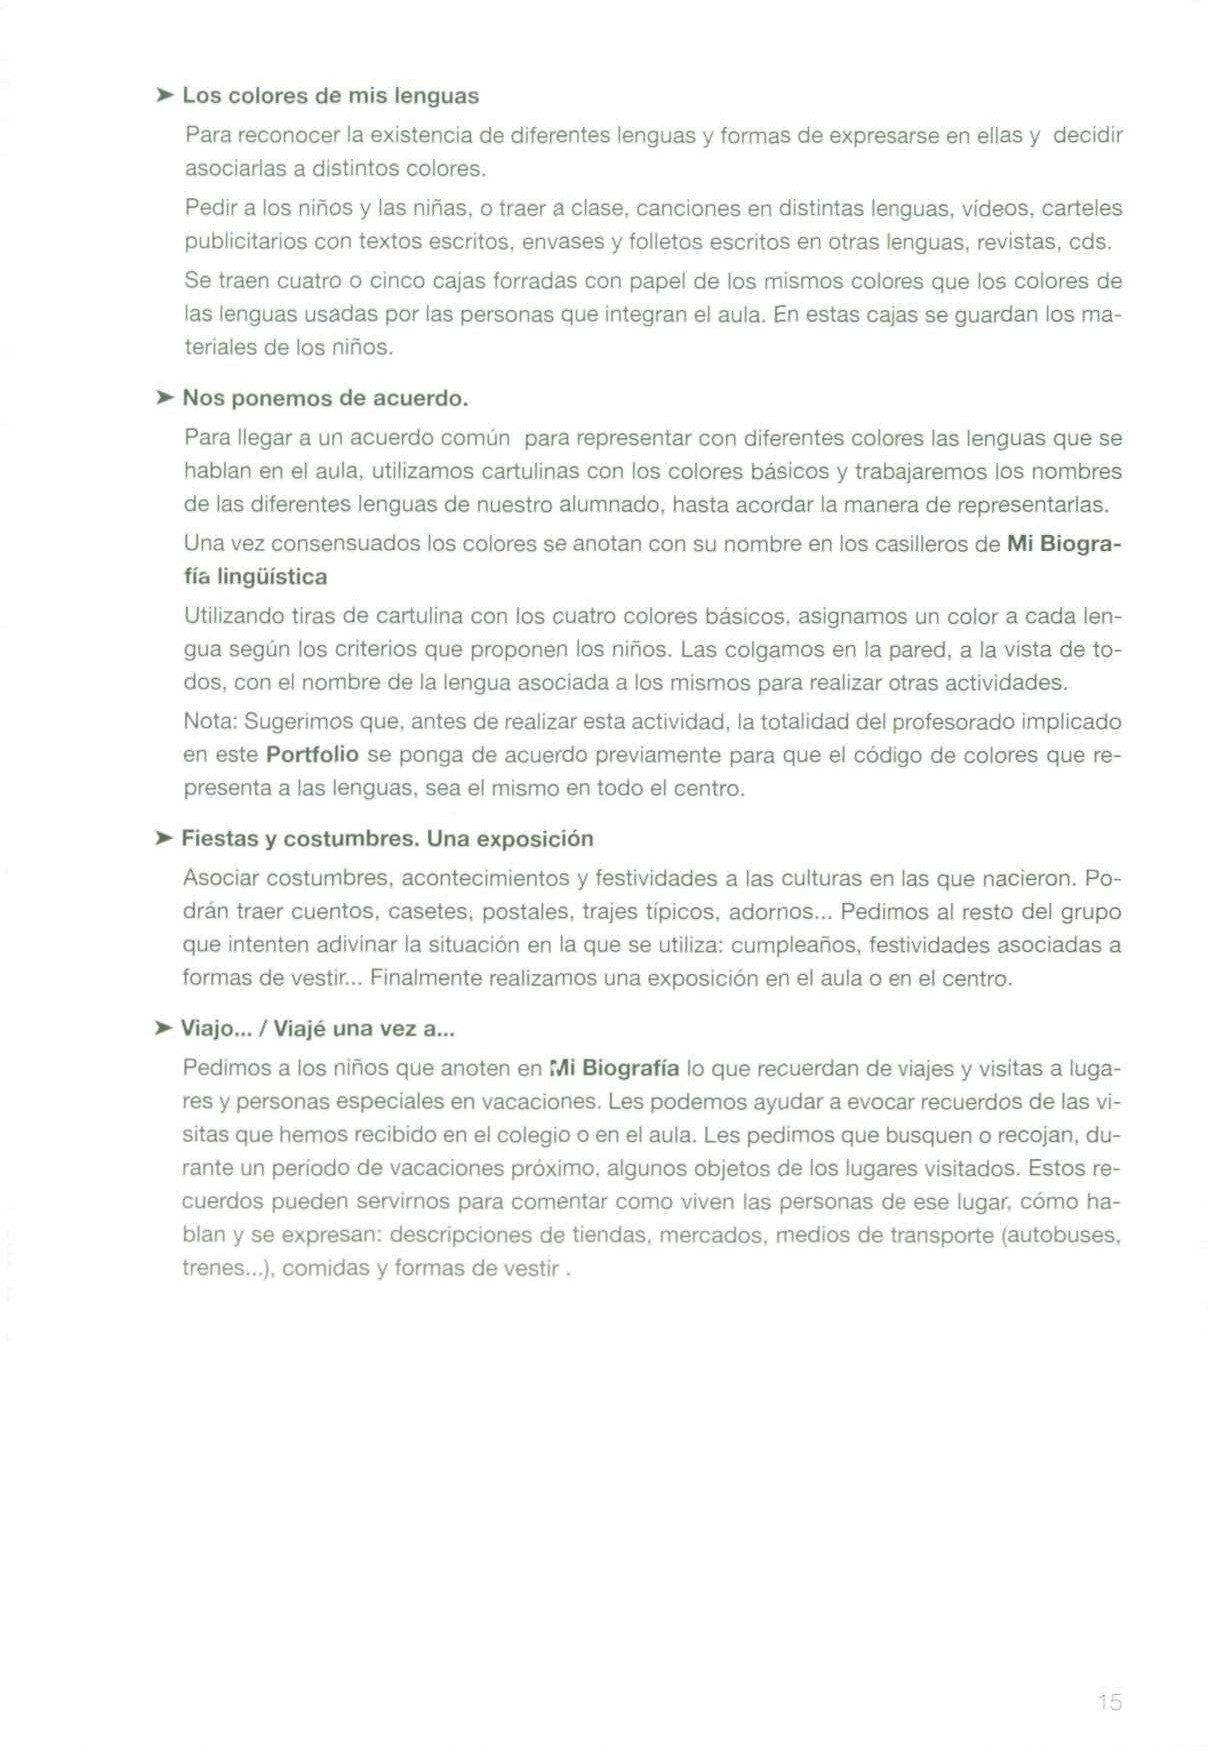 ➤ Los colores de mis lenguas
Para reconocer la existencia de diferentes lenguas y formas de expresarse en ellas y decidir
asociarlas a distintos colores.
Pedir a los niños y las niñas, o traer a clase, canciones en distintas lenguas, vídeos, carteles
publicitarios con textos escritos, envases y folletos escritos en otras lenguas, revistas, cds.
Se traen cuatro o cinco cajas forradas con papel de los mismos colores que los colores de
las lenguas usadas por las personas que integran el aula. En estas cajas se guardan los ma-
teriales de los niños.
➤ Nos ponemos de acuerdo.
Para llegar a un acuerdo común para representar con diferentes colores las lenguas que se
hablan en el aula, utilizamos cartulinas con los colores básicos y trabajaremos los nombres
de las diferentes lenguas de nuestro alumnado, hasta acordar la manera de representarlas.
Una vez consensuados los colores se anotan con su nombre en los casilleros de Mi Biogra-
fía lingüística
Utilizando tiras de cartulina con los cuatro colores básicos, asignamos un color a cada len-
gua según los criterios que proponen los niños. Las colgamos en la pared, a la vista de to-
dos, con el nombre de la lengua asociada a los mismos para realizar otras actividades.
Nota: Sugerimos que, antes de realizar esta actividad, la totalidad del profesorado implicado
en este Portfolio se ponga de acuerdo previamente para que el código de colores que re-
presenta a las lenguas, sea el mismo en todo el centro.
➤ Fiestas y costumbres. Una exposición
Asociar costumbres, acontecimientos y festividades a las culturas en las que nacieron. Po-
drán traer cuentos, casetes, postales, trajes típicos, adornos... Pedimos al resto del grupo
que intenten adivinar la situación en la que se utiliza: cumpleaños, festividades asociadas a
formas de vestir... Finalmente realizamos una exposición en el aula o en el centro.
➤ Viajo... / Viajé una vez a...
Pedimos a los niños que anoten en Mi Biografía lo que recuerdan de viajes y visitas a luga-
res y personas especiales en vacaciones. Les podemos ayudar a evocar recuerdos de las vi-
sitas que hemos recibido en el colegio o en el aula. Les pedimos que busquen o recojan, du-
rante un período de vacaciones próximo, algunos objetos de los lugares visitados. Estos re-
cuerdos pueden servirnos para comentar como viven las personas de ese lugar, cómo ha-
blan y se expresan: descripciones de tiendas, mercados, medios de transporte (autobuses,
trenes...), comidas y formas de vestir .
15